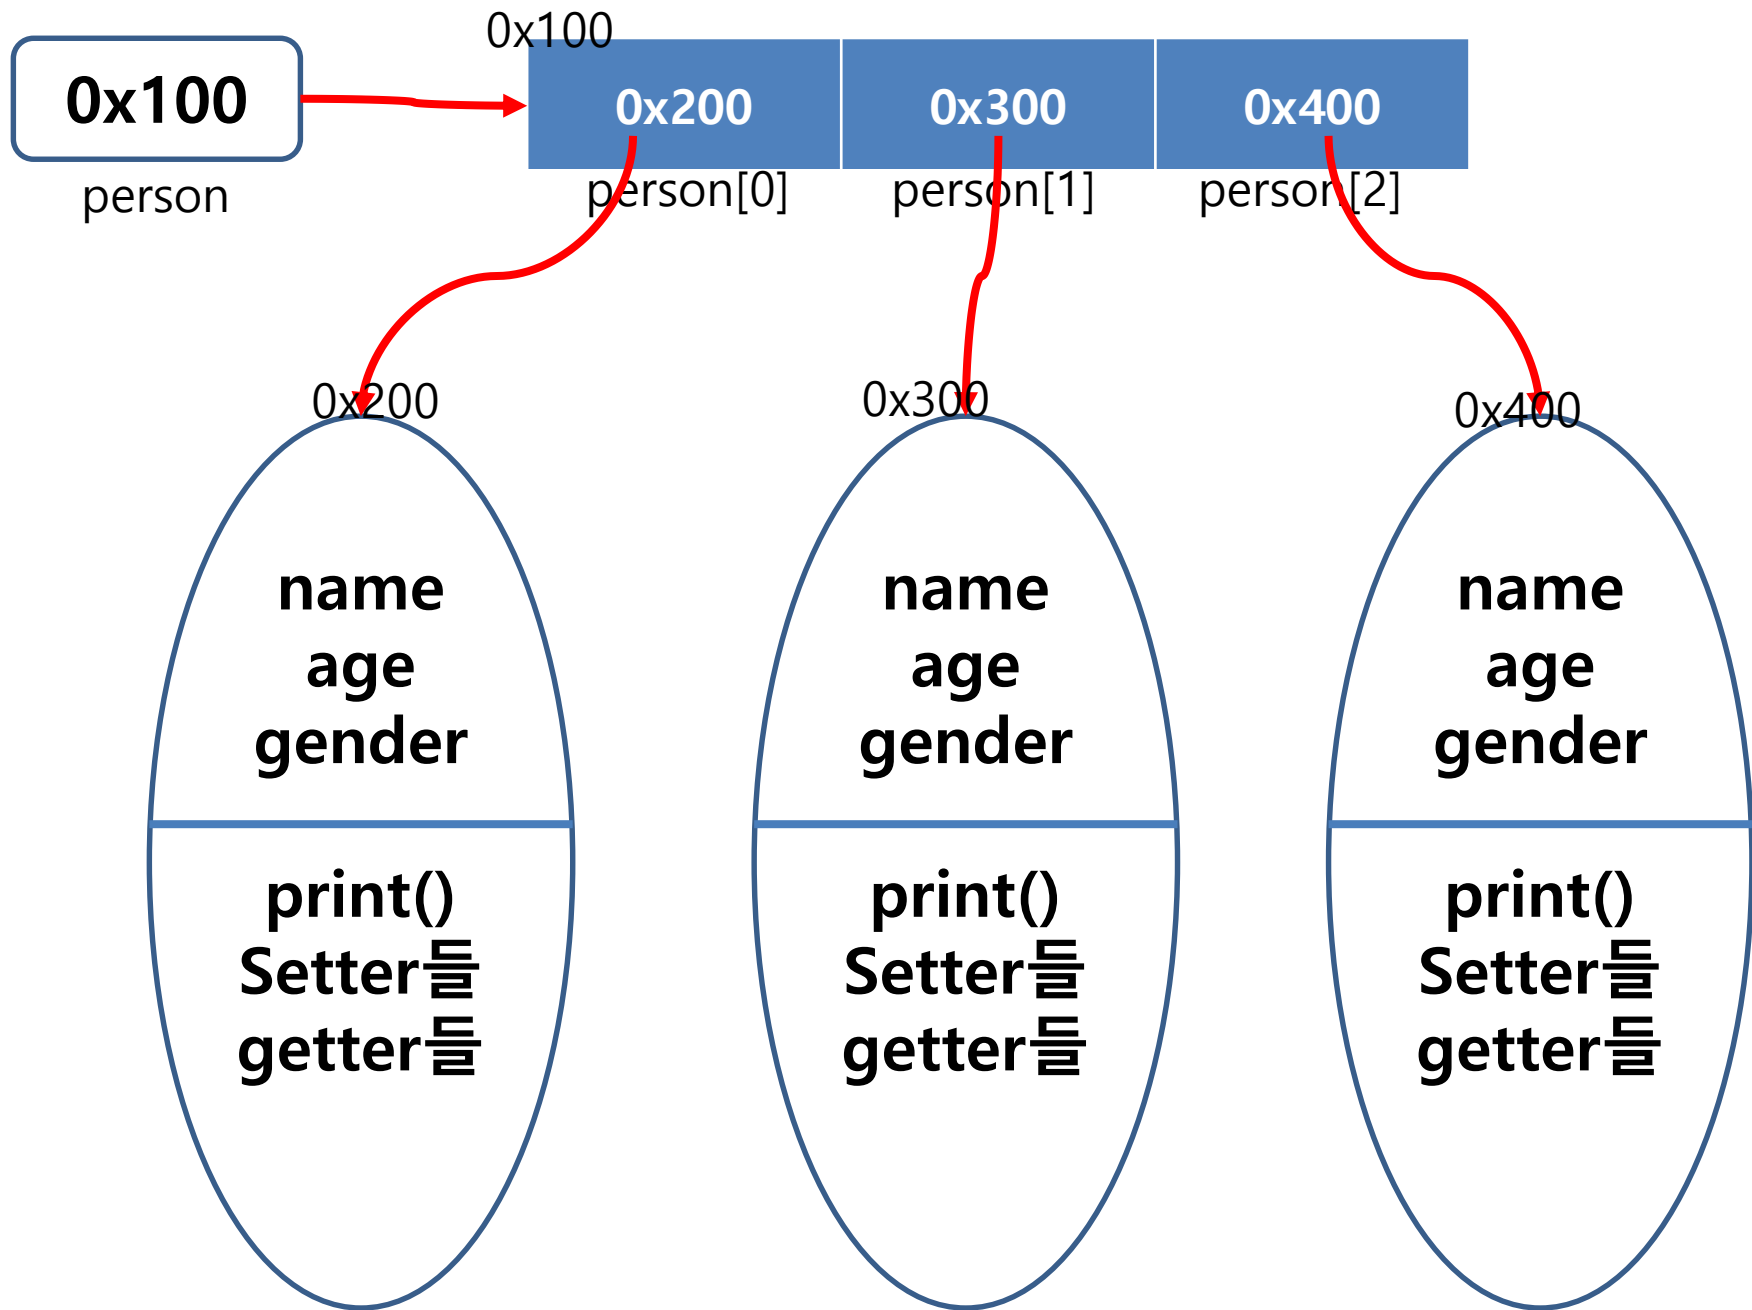 0x100
0x100
0x200 0x300 0x400
person
person[0] person[1] person[2]
0x200
0x300
0x400
name
age
gender
print()
Setter들
getter들
name
age
gender
print()
Setter들
getter들
name
age
gender
print()
Setter들
getter들